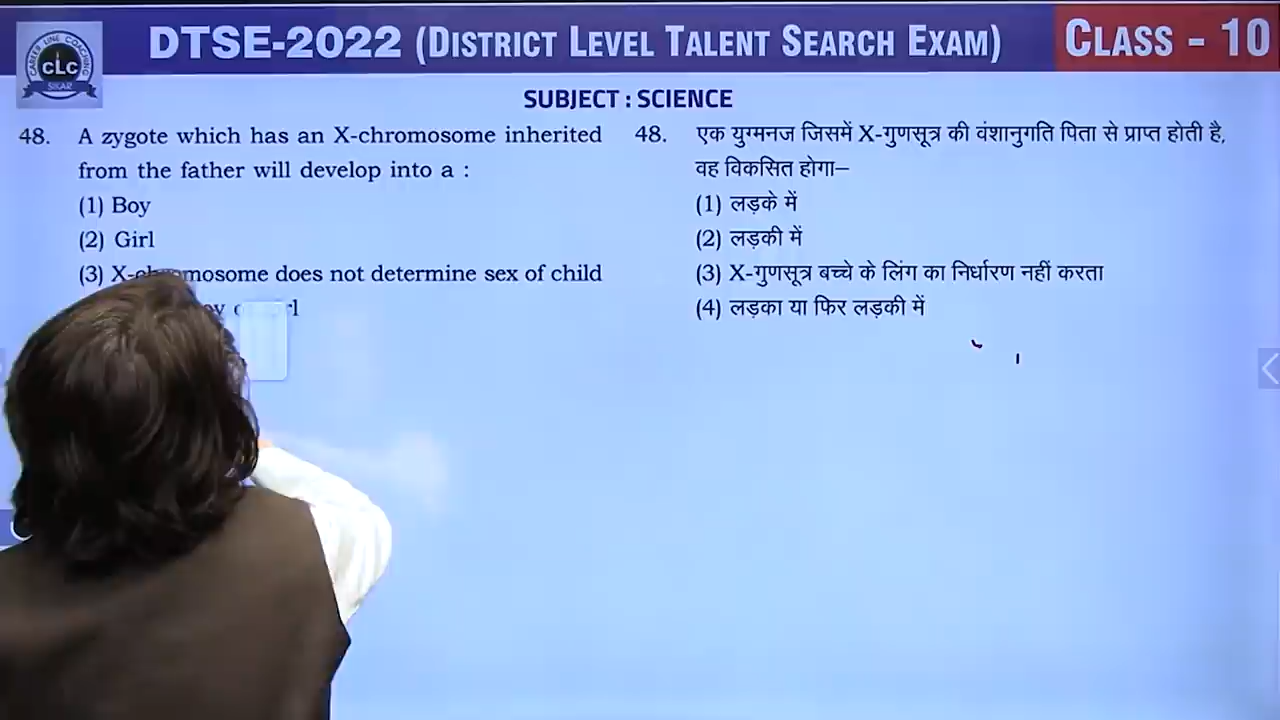 DTSE-2022 (DISTRICT LEVEL TALENT SEARCH EXAM)
CLASS - 10
CAREER LINE COACHING
CLC
SIKAR
SUBJECT : SCIENCE
48. A zygote which has an X-chromosome inherited
from the father will develop into a :
(1) Boy
(2) Girl
(3) X-chromosome does not determine sex of child
48. एक युग्मनज जिसमें X-गुणसूत्र की वंशानुगति पिता से प्राप्त होती है,
वह विकसित होगा–
(1) लड़के में
(2) लड़की में
(3) X-गुणसूत्र बच्चे के लिंग का निर्धारण नहीं करता
(4) लड़का या फिर लड़की में